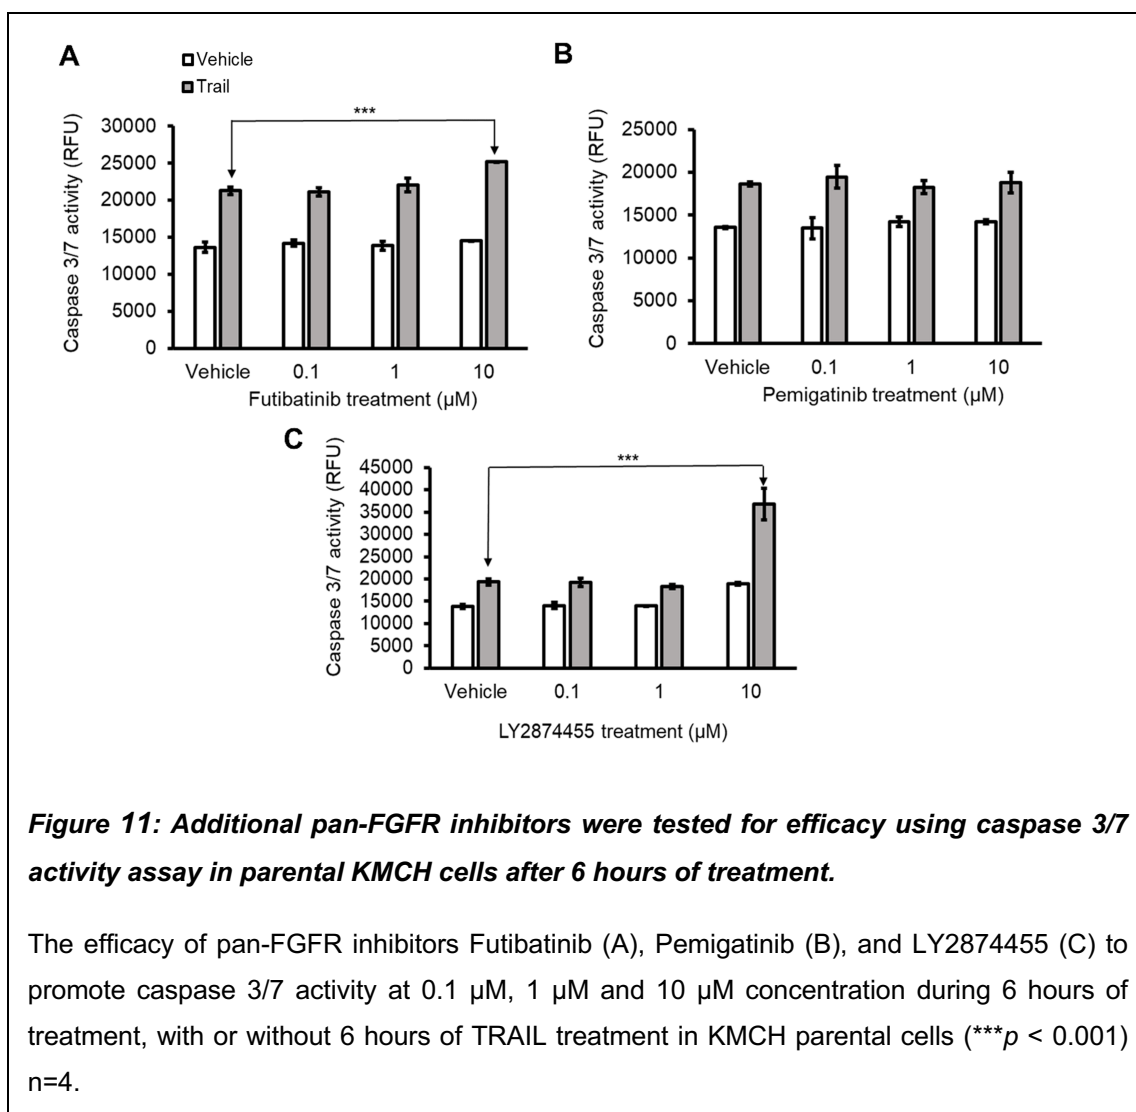 A
Vehicle
Trail
***
Caspase 3/7 activity (RFU)
30000
25000
20000
15000
10000
5000
0
Vehicle 0.1 1 10
Futibatinib treatment (µM)
B
Caspase 3/7 activity (RFU)
25000
20000
15000
10000
5000
0
Vehicle 0.1 1 10
Pemigatinib treatment (µM)
C
***
Caspase 3/7 activity (RFU)
45000
40000
35000
30000
25000
20000
15000
10000
5000
0
Vehicle 0.1 1 10
LY2874455 treatment (µM)
Figure 11: Additional pan-FGFR inhibitors were tested for efficacy using caspase 3/7
activity assay in parental KMCH cells after 6 hours of treatment.
The efficacy of pan-FGFR inhibitors Futibatinib (A), Pemigatinib (B), and LY2874455 (C) to
promote caspase 3/7 activity at 0.1 µM, 1 µM and 10 µM concentration during 6 hours of
treatment, with or without 6 hours of TRAIL treatment in KMCH parental cells (***p < 0.001)
n=4.